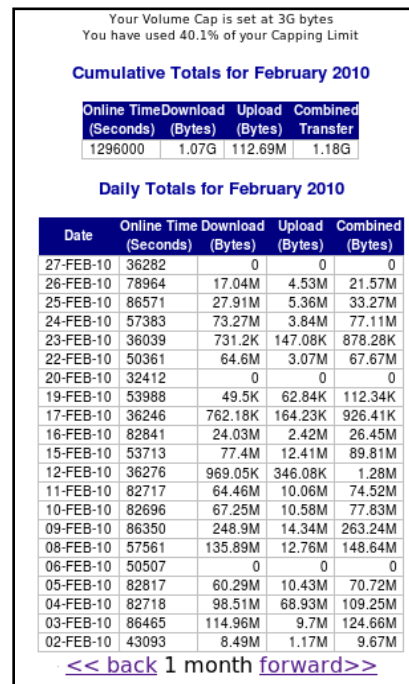 Your Volume Cap is set at 3G bytes
You have used 40.1% of your Capping Limit
Cumulative Totals for February 2010
Online Time Download Upload Combined
(Seconds) (Bytes) (Bytes) Transfer
1296000 1.07G 112.69M 1.18G
Daily Totals for February 2010
Date Online Time Download Upload Combined
(Seconds) (Bytes) (Bytes) (Bytes)
27-FEB-10 36282 0 0 0
26-FEB-10 78964 17.04M 4.53M 21.57M
25-FEB-10 86571 27.91M 5.36M 33.27M
24-FEB-10 57383 73.27M 3.84M 77.11M
23-FEB-10 36039 731.2K 147.08K 878.28K
22-FEB-10 50361 64.6M 3.07M 67.67M
20-FEB-10 32412 0 0 0
19-FEB-10 53988 49.5K 62.84K 112.34K
17-FEB-10 36246 762.18K 164.23K 926.41K
16-FEB-10 82841 24.03M 2.42M 26.45M
15-FEB-10 53713 77.4M 12.41M 89.81M
12-FEB-10 36276 969.05K 346.08K 1.28M
11-FEB-10 82717 64.46M 10.06M 74.52M
10-FEB-10 82696 67.25M 10.58M 77.83M
09-FEB-10 86350 248.9M 14.34M 263.24M
08-FEB-10 57561 135.89M 12.76M 148.64M
06-FEB-10 50507 0 0 0
05-FEB-10 82817 60.29M 10.43M 70.72M
04-FEB-10 82718 98.51M 68.93M 109.25M
03-FEB-10 86465 114.96M 9.7M 124.66M
02-FEB-10 43093 8.49M 1.17M 9.67M
<< back 1 month forward>>